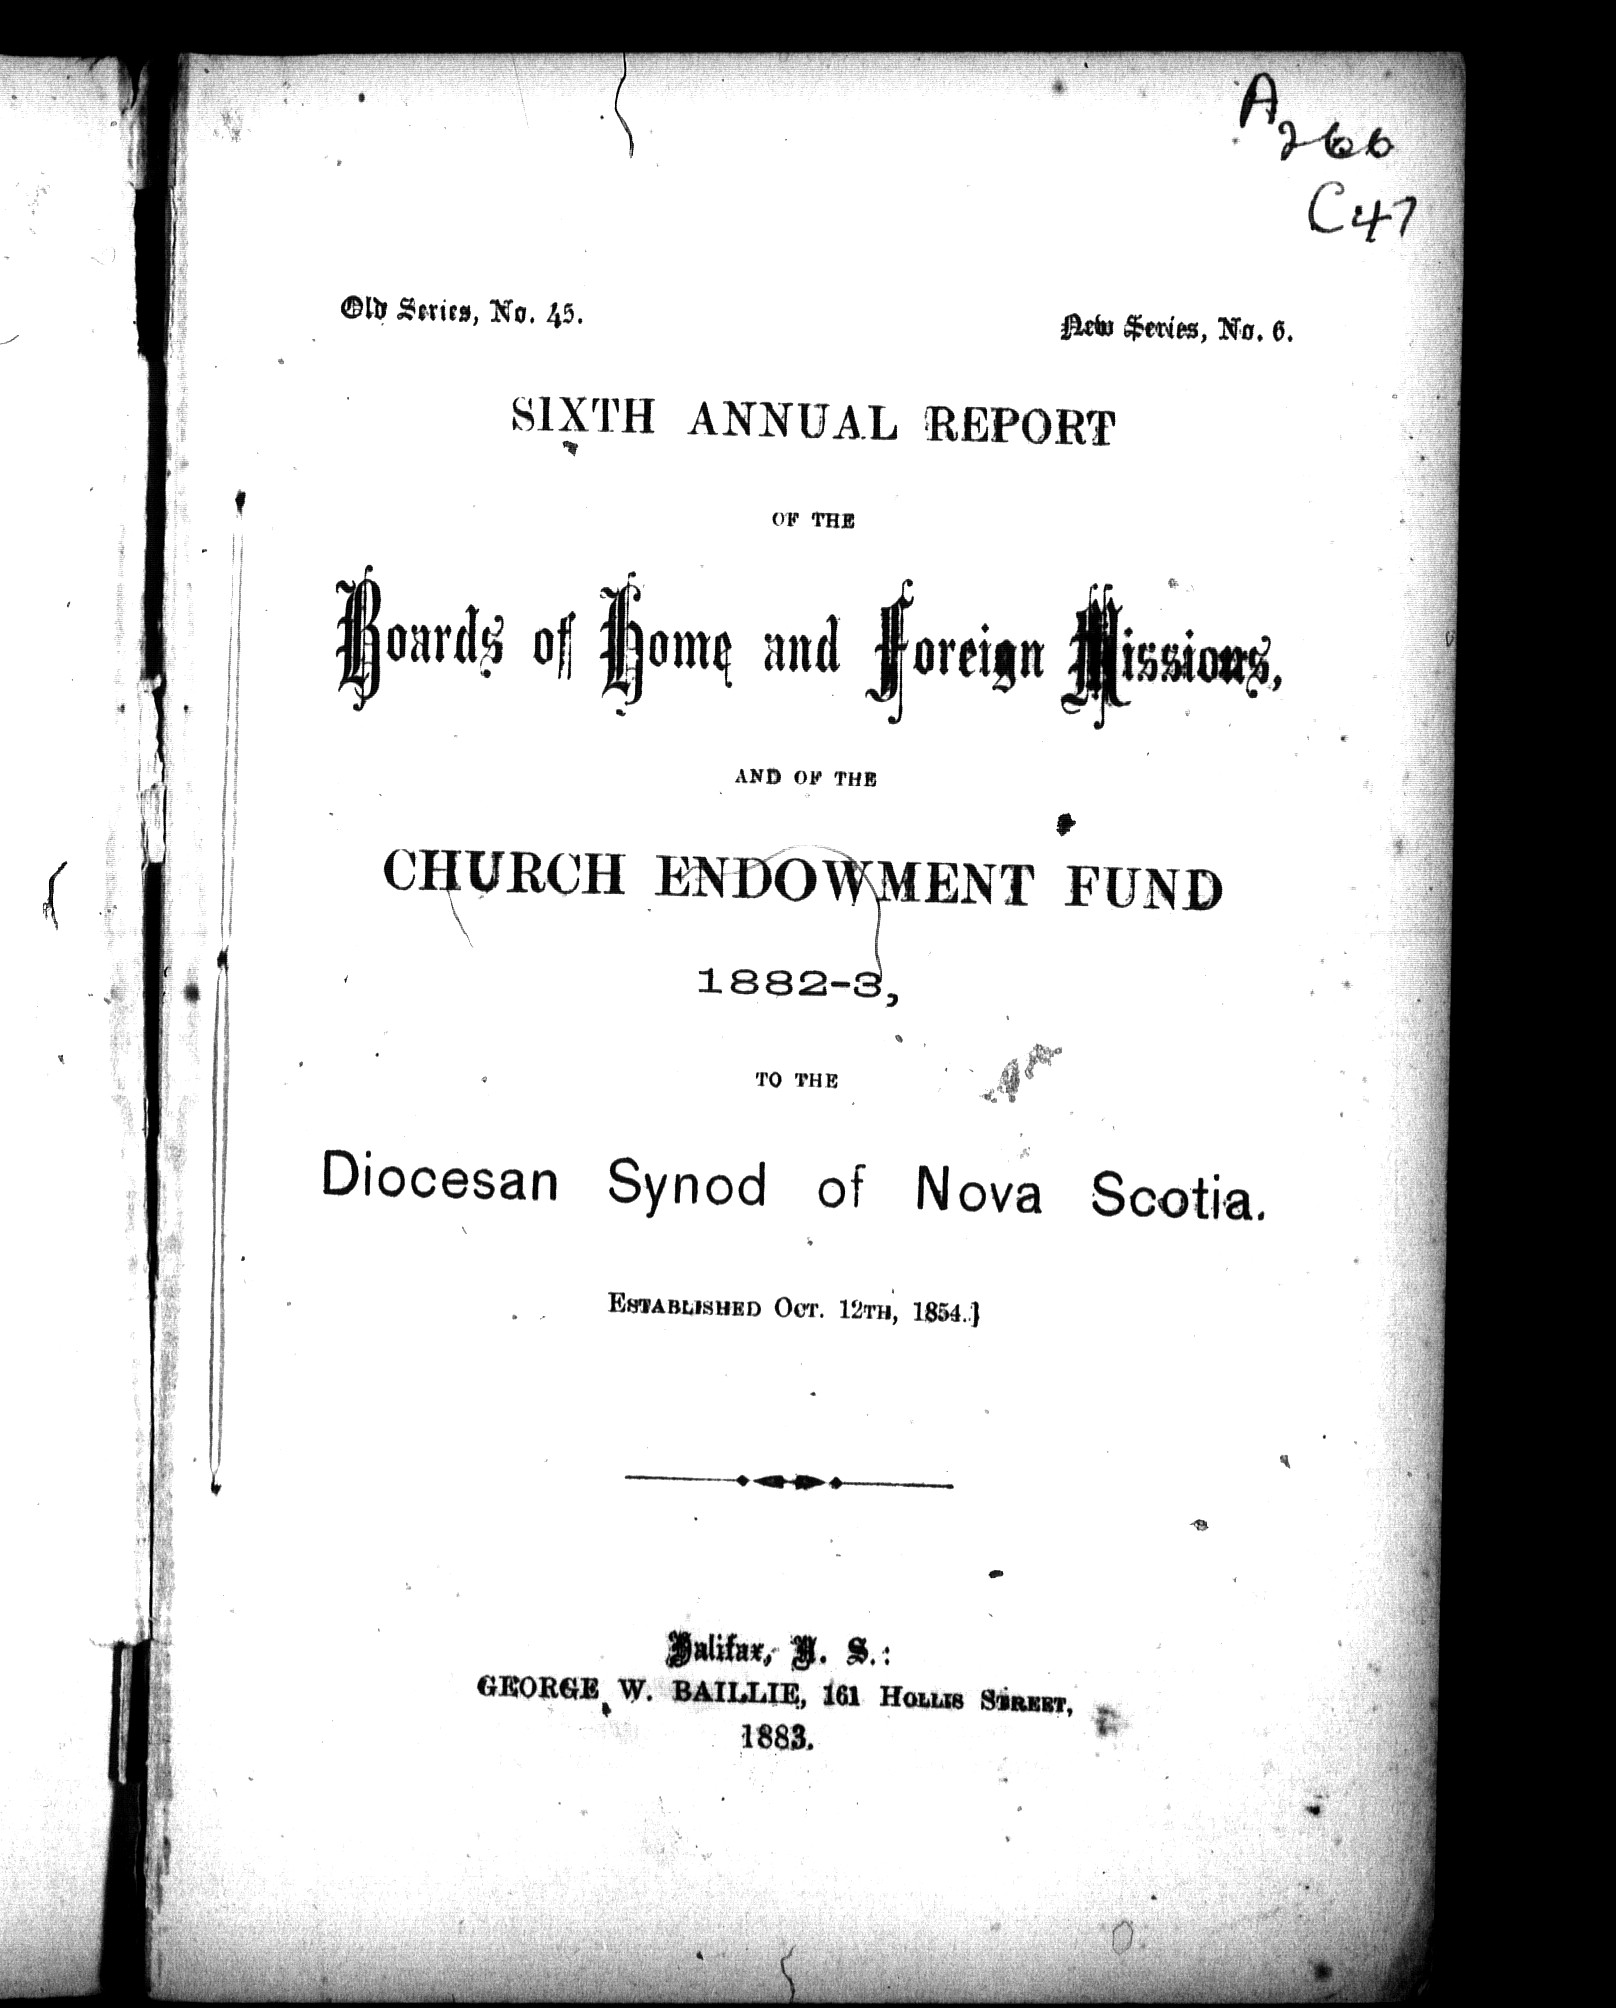 A
266
C47
Old Series, No. 45.
New Series, No. 6.
SIXTH ANNUAL REPORT
OF THE
Boards of Home and Foreign Missions,
AND OF THE
CHURCH ENDOWMENT FUND
1882-3,
TO THE
Diocesan Synod of Nova Scotia.
ESTABLISHED OCT. 12TH, 1854.}
Halifax, N. S.:
GEORGE W. BAILLIE, 161 HOLLIS STREET,
1883.